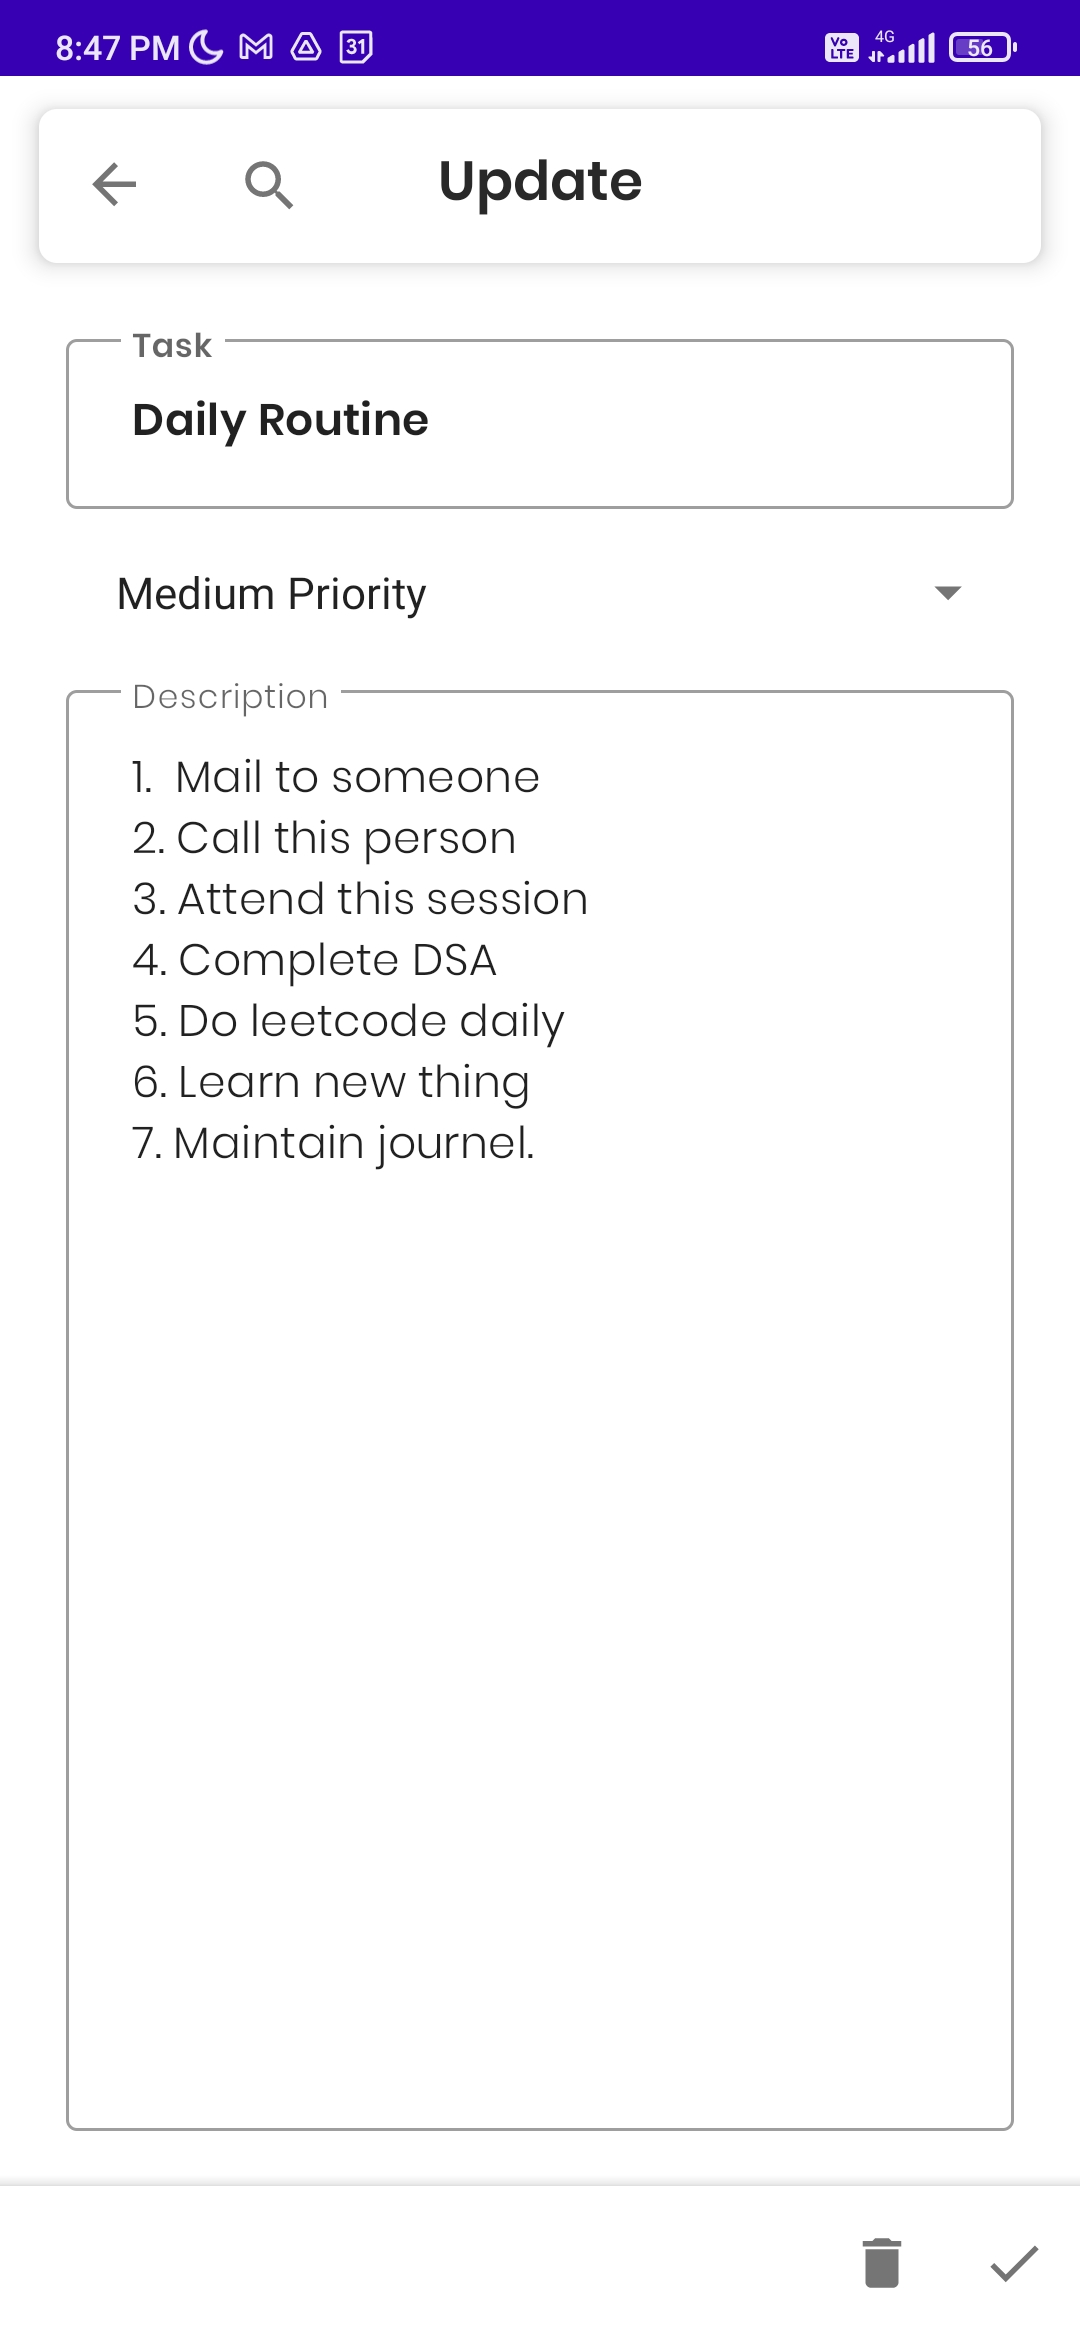 8:47 PM 31 Vo LTE 4G 56
Update
Task
Daily Routine
Medium Priority
Description
1.  Mail to someone
2. Call this person
3. Attend this session
4. Complete DSA
5. Do leetcode daily
6. Learn new thing
7. Maintain journel.